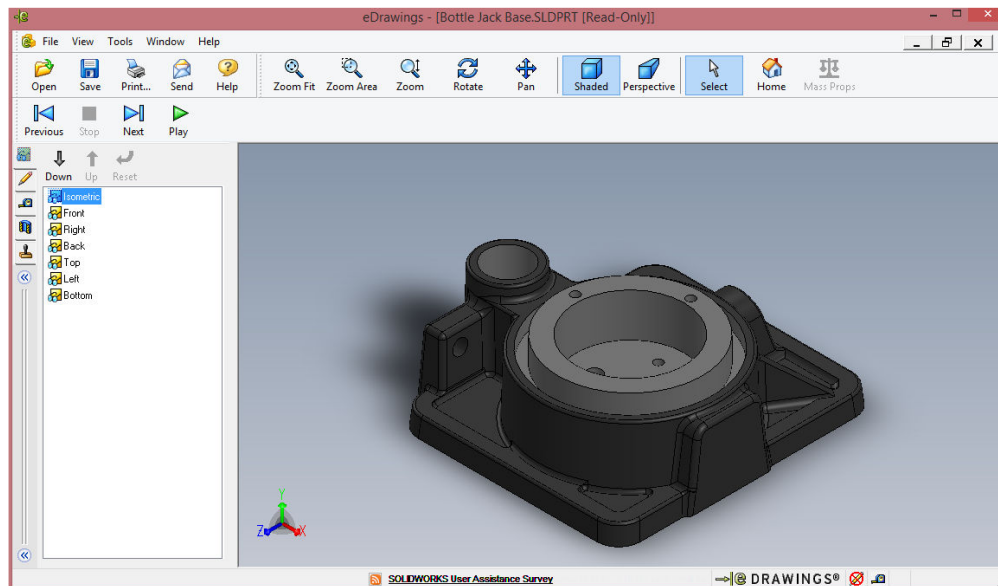 eDrawings - [Bottle Jack Base.SLDPRT [Read-Only]]
File View Tools Window Help
Open Save Print... Send Help Zoom Fit Zoom Area Zoom Rotate Pan Shaded Perspective Select Home Mass Props
Previous Stop Next Play
Down Up Reset
Isometric
Front
Right
Back
Top
Left
Bottom
Y
Z X
SOLIDWORKS User Assistance Survey
e DRAWINGS®